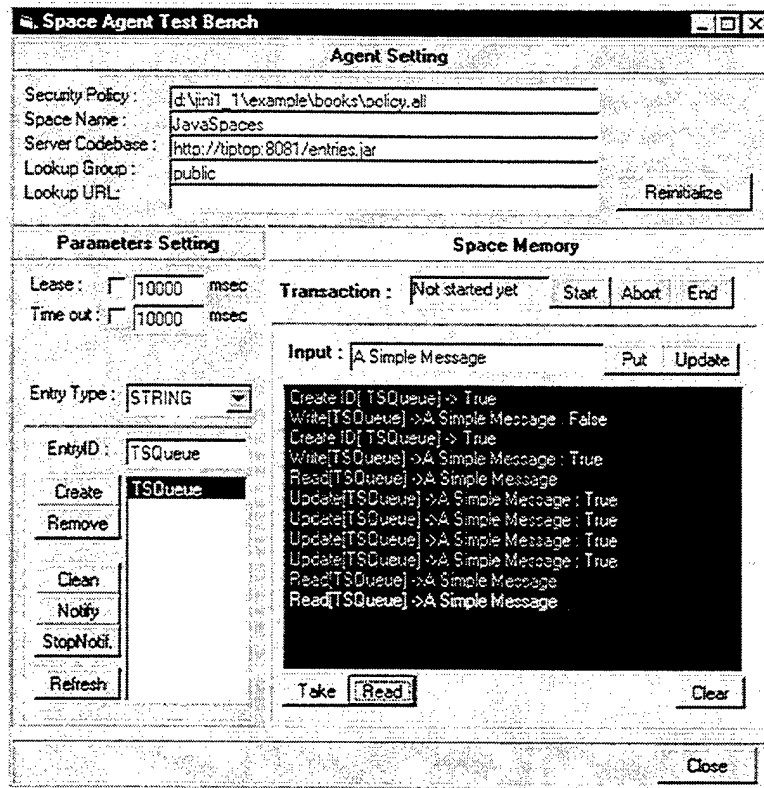 Space Agent Test Bench
Agent Setting
Security Policy : d:\jini1_1\example\books\policy.all
Space Name : JavaSpaces
Server Codebase : http://tiptop:8081/entries.jar
Lookup Group : public
Lookup URL:
Reinitialize
Parameters Setting
Lease : 10000 msec
Time out : 10000 msec
Entry Type : STRING
EntryID : TSQueue
Create
Remove
Clean
Notify
StopNotif.
Refresh
TSQueue
Space Memory
Transaction : Not started yet Start Abort End
Input : A Simple Message Put Update
Create ID[ TSQueue] -> True
Write[TSQueue] ->A Simple Message : False
Create ID[ TSQueue] -> True
Write[TSQueue] ->A Simple Message : True
Read[TSQueue] ->A Simple Message
Update[TSQueue] ->A Simple Message : True
Update[TSQueue] ->A Simple Message : True
Update[TSQueue] ->A Simple Message : True
Update[TSQueue] ->A Simple Message : True
Read[TSQueue] ->A Simple Message
Read[TSQueue] ->A Simple Message
Take Read Clear
Close